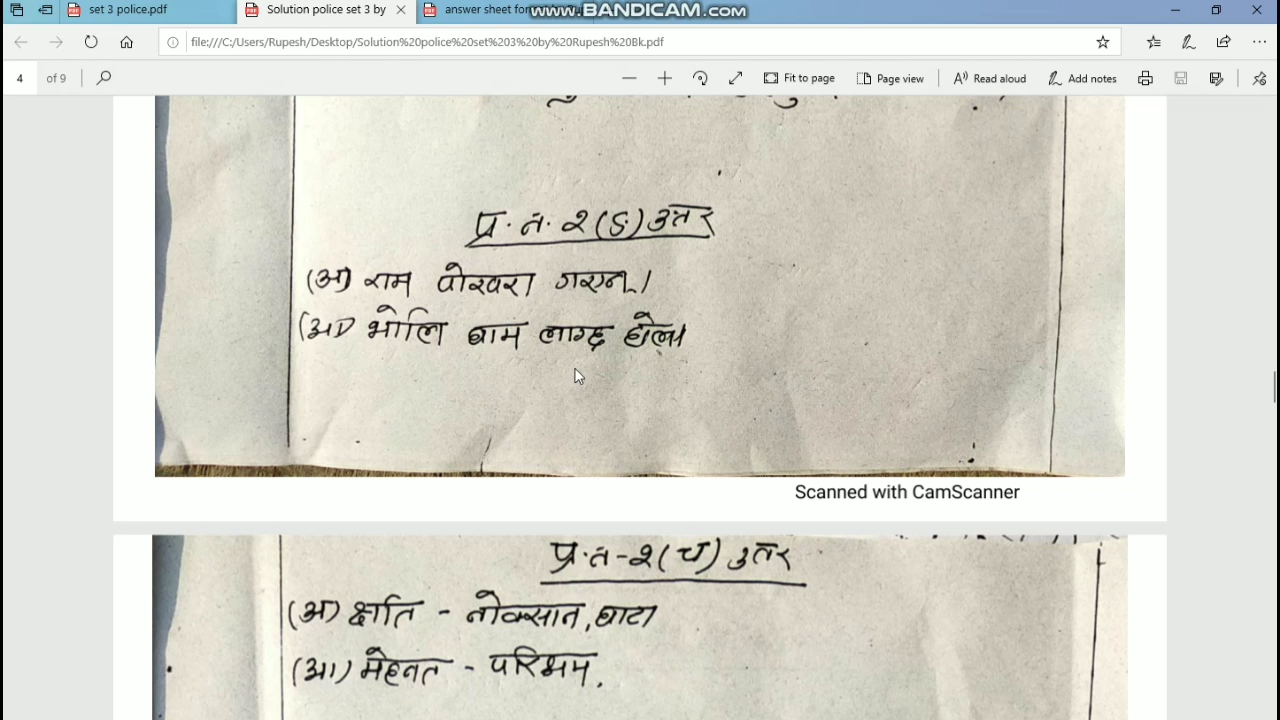 www.BANDICAM.com
set 3 police.pdf
Solution police set 3 by
answer sheet for
file:///C:/Users/Rupesh/Desktop/Solution%20police%20set%203%20by%20Rupesh%20Bk.pdf
4 of 9
Fit to page
Page view
Read aloud
Add notes
प्र. नं. २ (ङ) उत्तर
(अ) राम पोखरा गएन।
(आ) भोलि घाम लाग्छ होला।
Scanned with CamScanner
प्र. नं - २ (च) उत्तर
(अ) क्षति - नोक्सान, घाटा
(आ) मेहनत - परिश्रम.